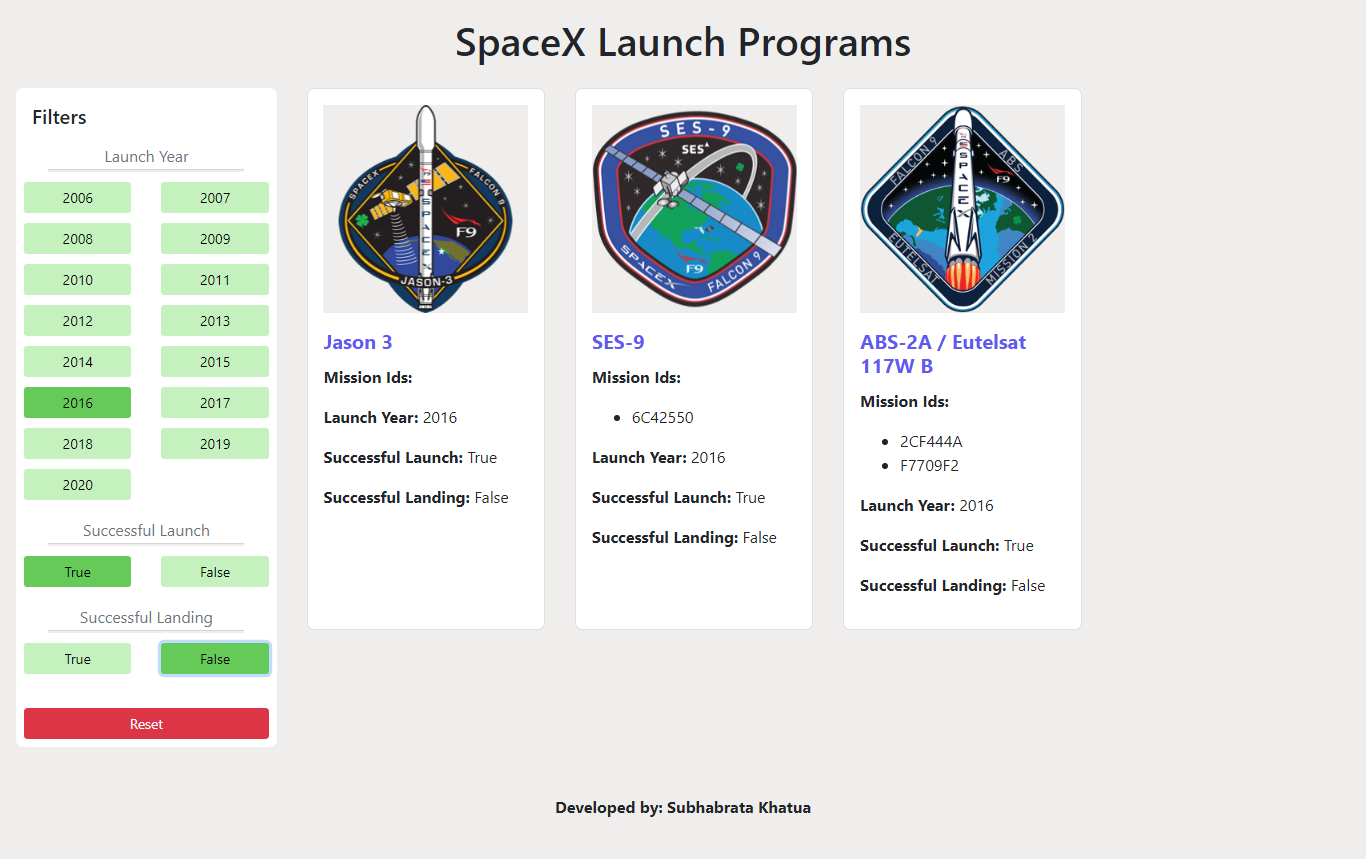 SpaceX Launch Programs
Filters
Launch Year
2006
2007
2008
2009
2010
2011
2012
2013
2014
2015
2016
2017
2018
2019
2020
Successful Launch
True
False
Successful Landing
True
False
Reset
SPACEX
FALCON 9
SPACEX
F9
JASON-3
Jason 3
Mission Ids:
Launch Year: 2016
Successful Launch: True
Successful Landing: False
SES-9
SES
F9
SPACEX
FALCON 9
SES-9
Mission Ids:
6C42550
Launch Year: 2016
Successful Launch: True
Successful Landing: False
FALCON 9
ABS
SPACEX
F9
EUTELSAT
MISSION 2
ABS-2A / Eutelsat
117W B
Mission Ids:
2CF444A
F7709F2
Launch Year: 2016
Successful Launch: True
Successful Landing: False
Developed by: Subhabrata Khatua